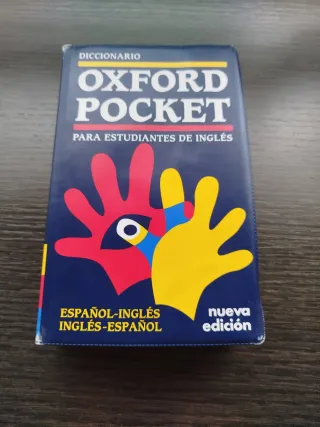 DICCIONARIO
OXFORD
POCKET
PARA ESTUDIANTES DE INGLÉS
ESPAÑOL-INGLÉS
INGLÉS-ESPAÑOL
nueva
edición